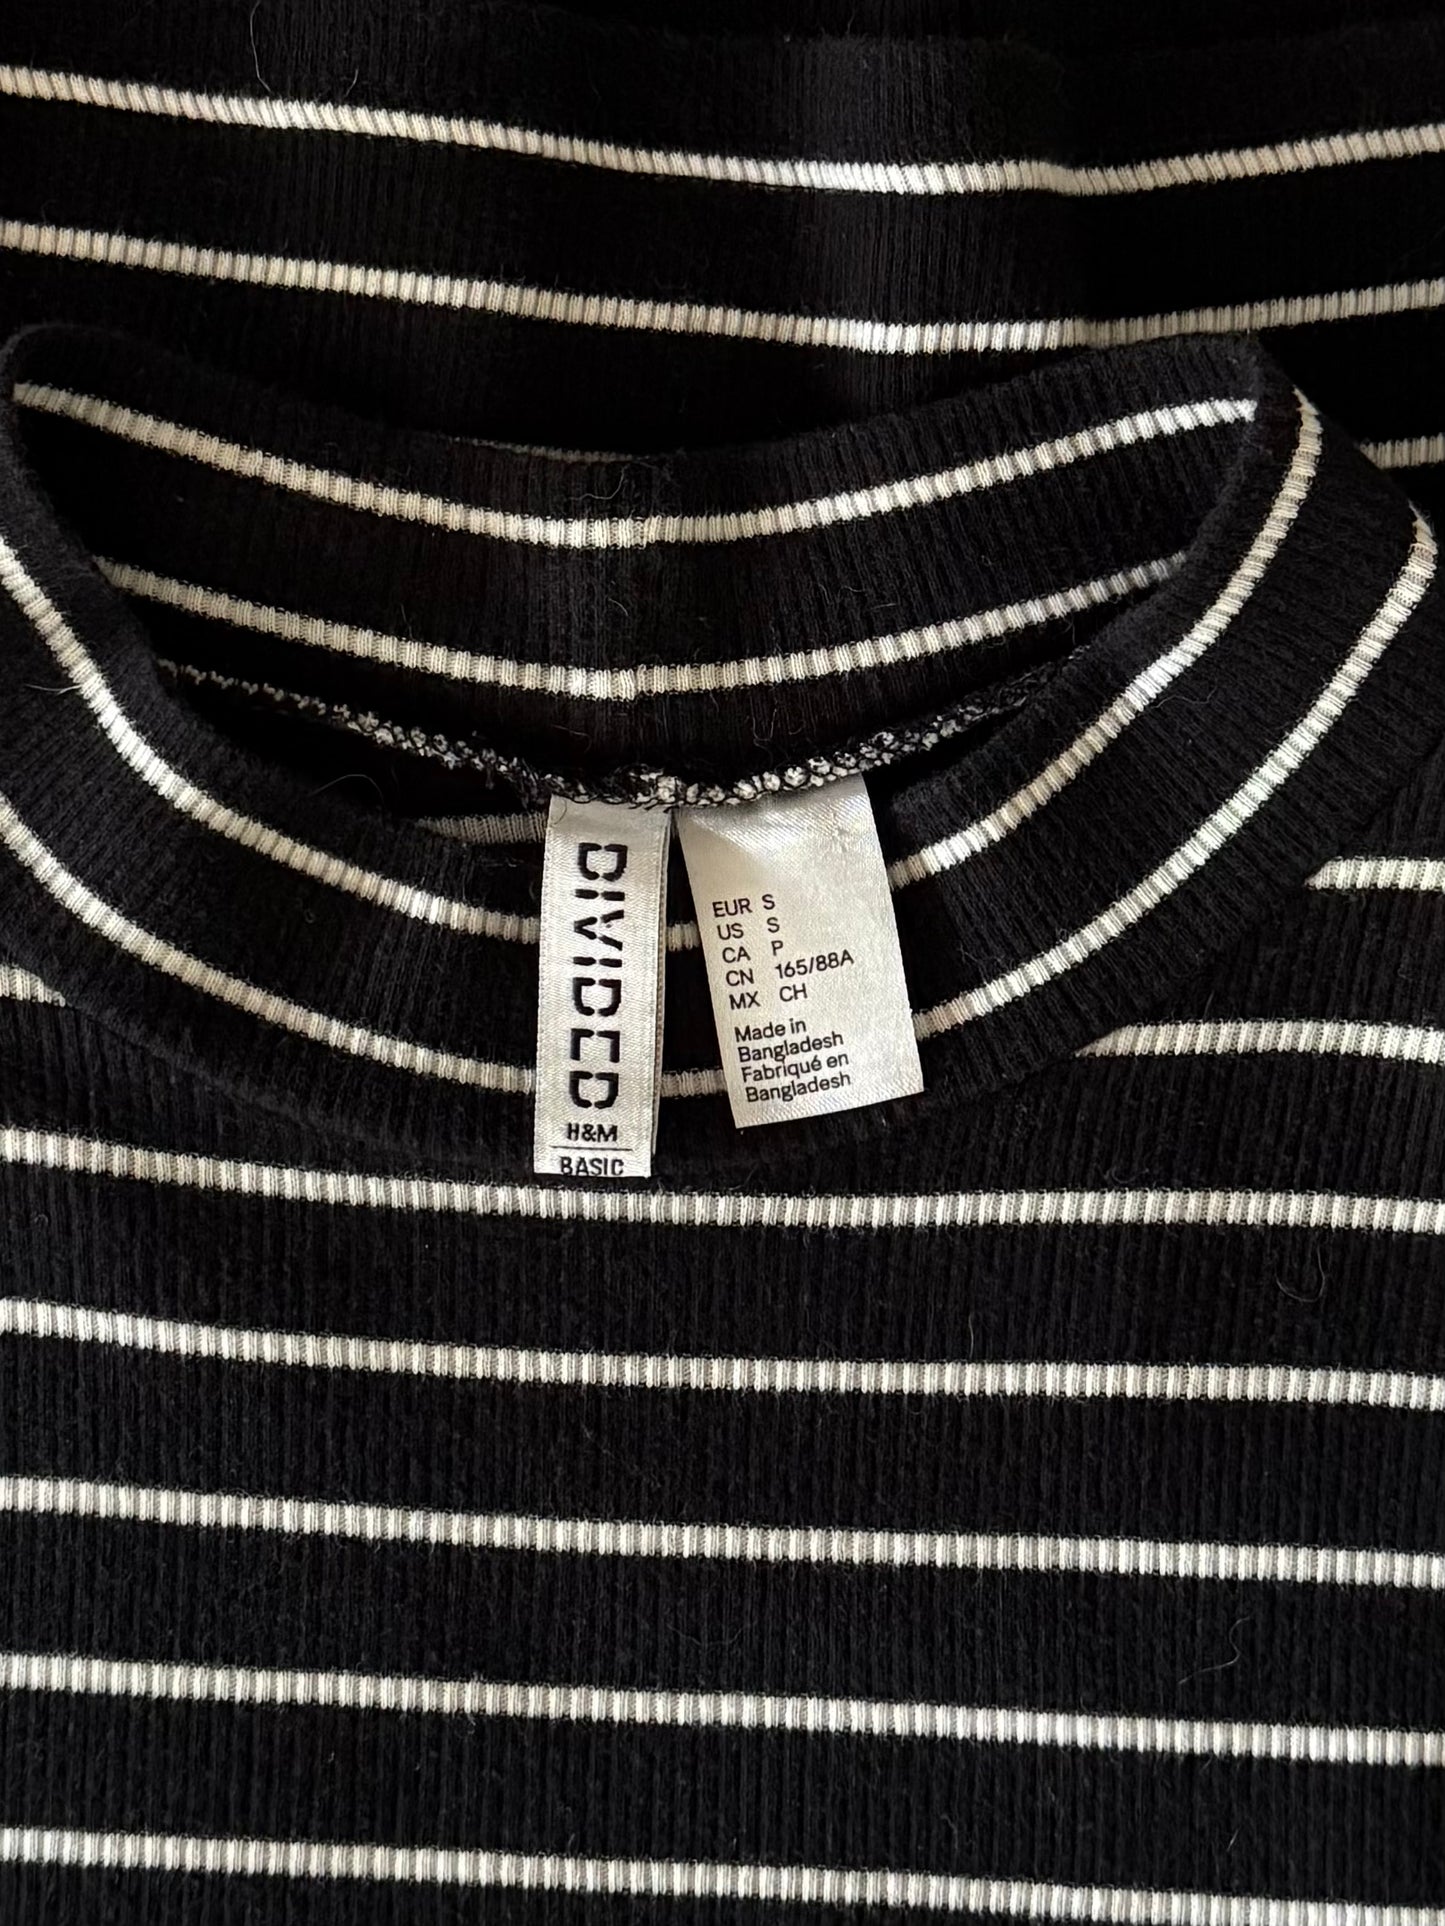 DIVIDED
H&M
BASIC
EUR S
US S
CA P
CN 165/88A
MX CH
Made in
Bangladesh
Fabriqué en
Bangladesh